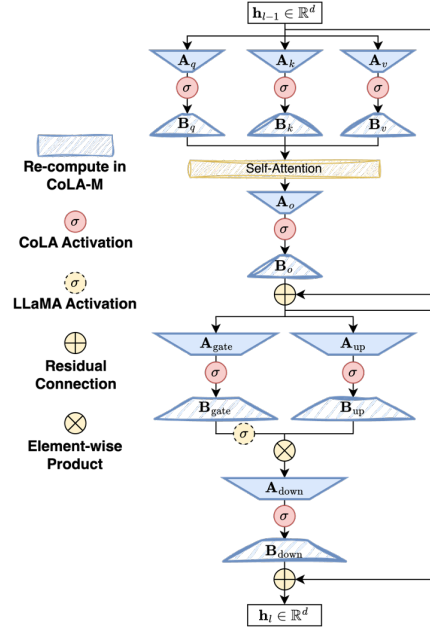 h_{l−1} ∈ ℝ^d
A_q
A_k
A_v
σ
σ
σ
B_q
B_k
B_v
Self-Attention
A_o
σ
B_o
A_gate
A_up
σ
σ
B_gate
B_up
σ
A_down
σ
B_down
h_l ∈ ℝ^d
Re-compute in
CoLA-M
σ
CoLA Activation
σ
LLaMA Activation
Residual
Connection
Element-wise
Product